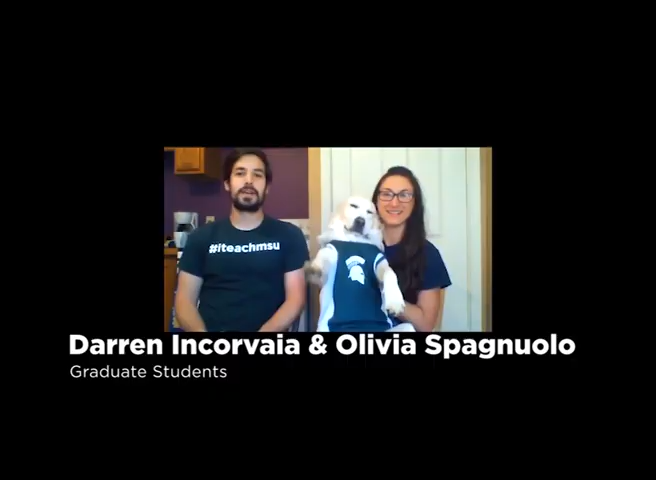 #iteachmsu
Darren Incorvaia & Olivia Spagnuolo
Graduate Students